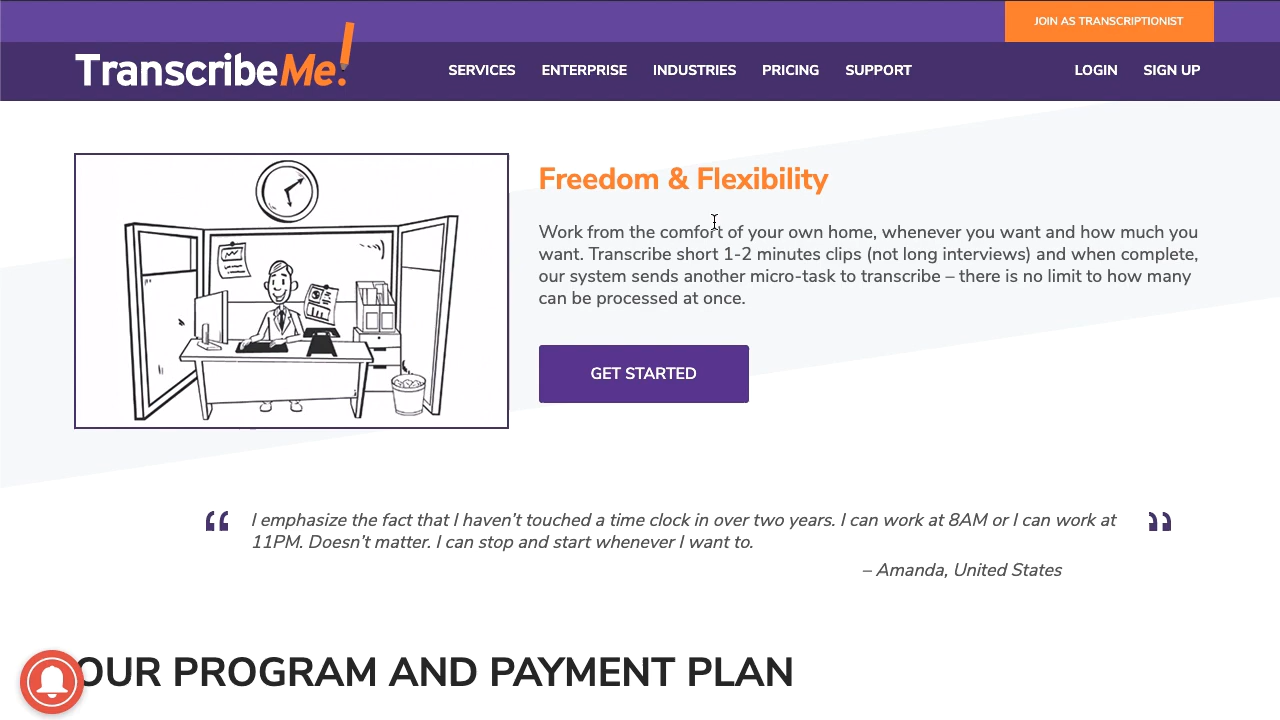 JOIN AS TRANSCRIPTIONIST
TranscribeMe!
SERVICES ENTERPRISE INDUSTRIES PRICING SUPPORT LOGIN SIGN UP
Freedom & Flexibility
Work from the comfort of your own home, whenever you want and how much you
want. Transcribe short 1-2 minutes clips (not long interviews) and when complete,
our system sends another micro-task to transcribe – there is no limit to how many
can be processed at once.
GET STARTED
“ I emphasize the fact that I haven’t touched a time clock in over two years. I can work at 8AM or I can work at ”
11PM. Doesn’t matter. I can stop and start whenever I want to.
– Amanda, United States
OUR PROGRAM AND PAYMENT PLAN